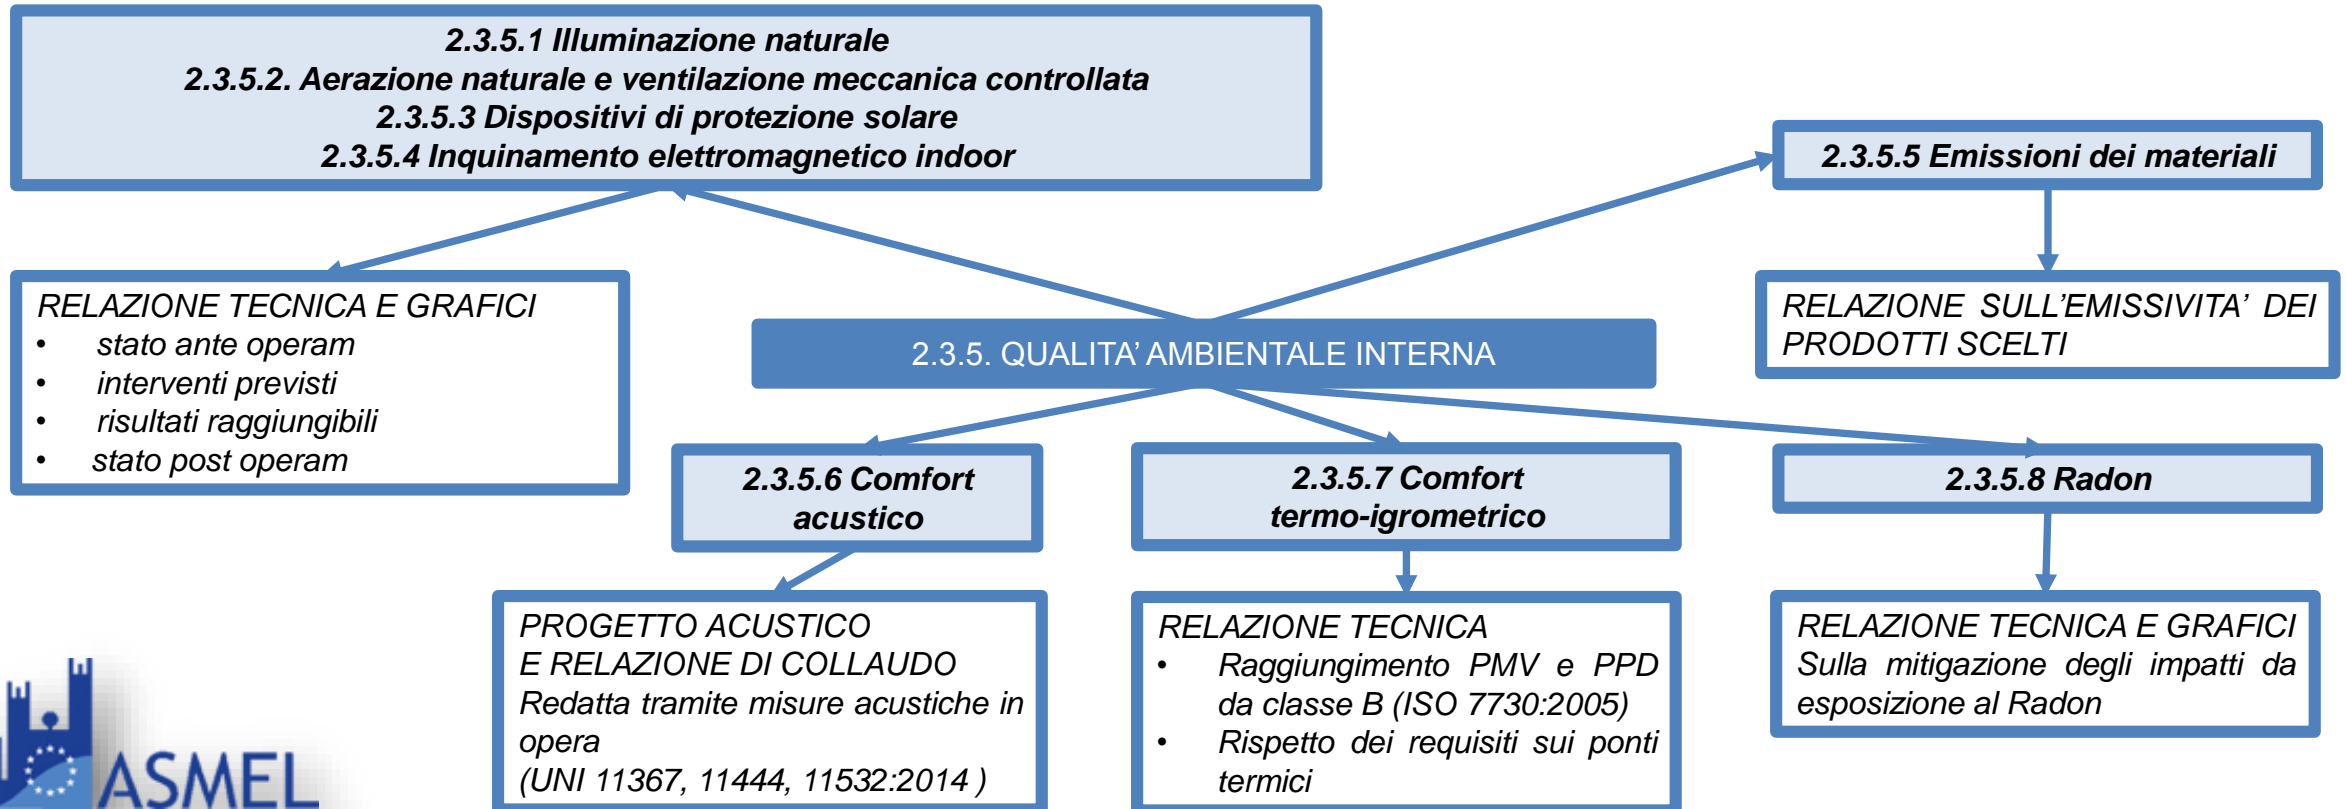 2.3.5.1 Illuminazione naturale
2.3.5.2. Aerazione naturale e ventilazione meccanica controllata
2.3.5.3 Dispositivi di protezione solare
2.3.5.4 Inquinamento elettromagnetico indoor
2.3.5.5 Emissioni dei materiali
RELAZIONE TECNICA E GRAFICI
• stato ante operam
• interventi previsti
• risultati raggiungibili
• stato post operam
RELAZIONE SULL’EMISSIVITA’ DEI
PRODOTTI SCELTI
2.3.5. QUALITA’ AMBIENTALE INTERNA
2.3.5.6 Comfort
acustico
2.3.5.7 Comfort
termo-igrometrico
2.3.5.8 Radon
PROGETTO ACUSTICO
E RELAZIONE DI COLLAUDO
Redatta tramite misure acustiche in
opera
(UNI 11367, 11444, 11532:2014 )
RELAZIONE TECNICA
• Raggiungimento PMV e PPD
da classe B (ISO 7730:2005)
• Rispetto dei requisiti sui ponti
termici
RELAZIONE TECNICA E GRAFICI
Sulla mitigazione degli impatti da
esposizione al Radon
ASMEL